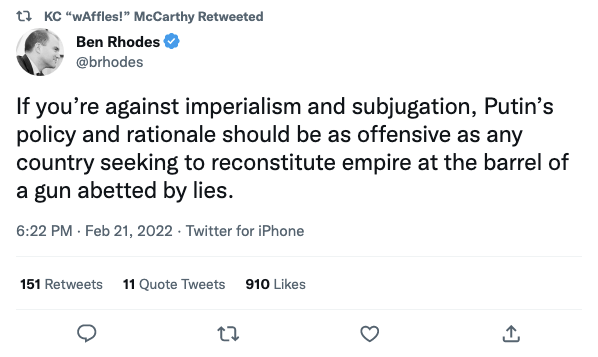 KC “wAffles!” McCarthy Retweeted
Ben Rhodes
@brhodes
If you’re against imperialism and subjugation, Putin’s
policy and rationale should be as offensive as any
country seeking to reconstitute empire at the barrel of
a gun abetted by lies.
6:22 PM · Feb 21, 2022 · Twitter for iPhone
151 Retweets 11 Quote Tweets 910 Likes